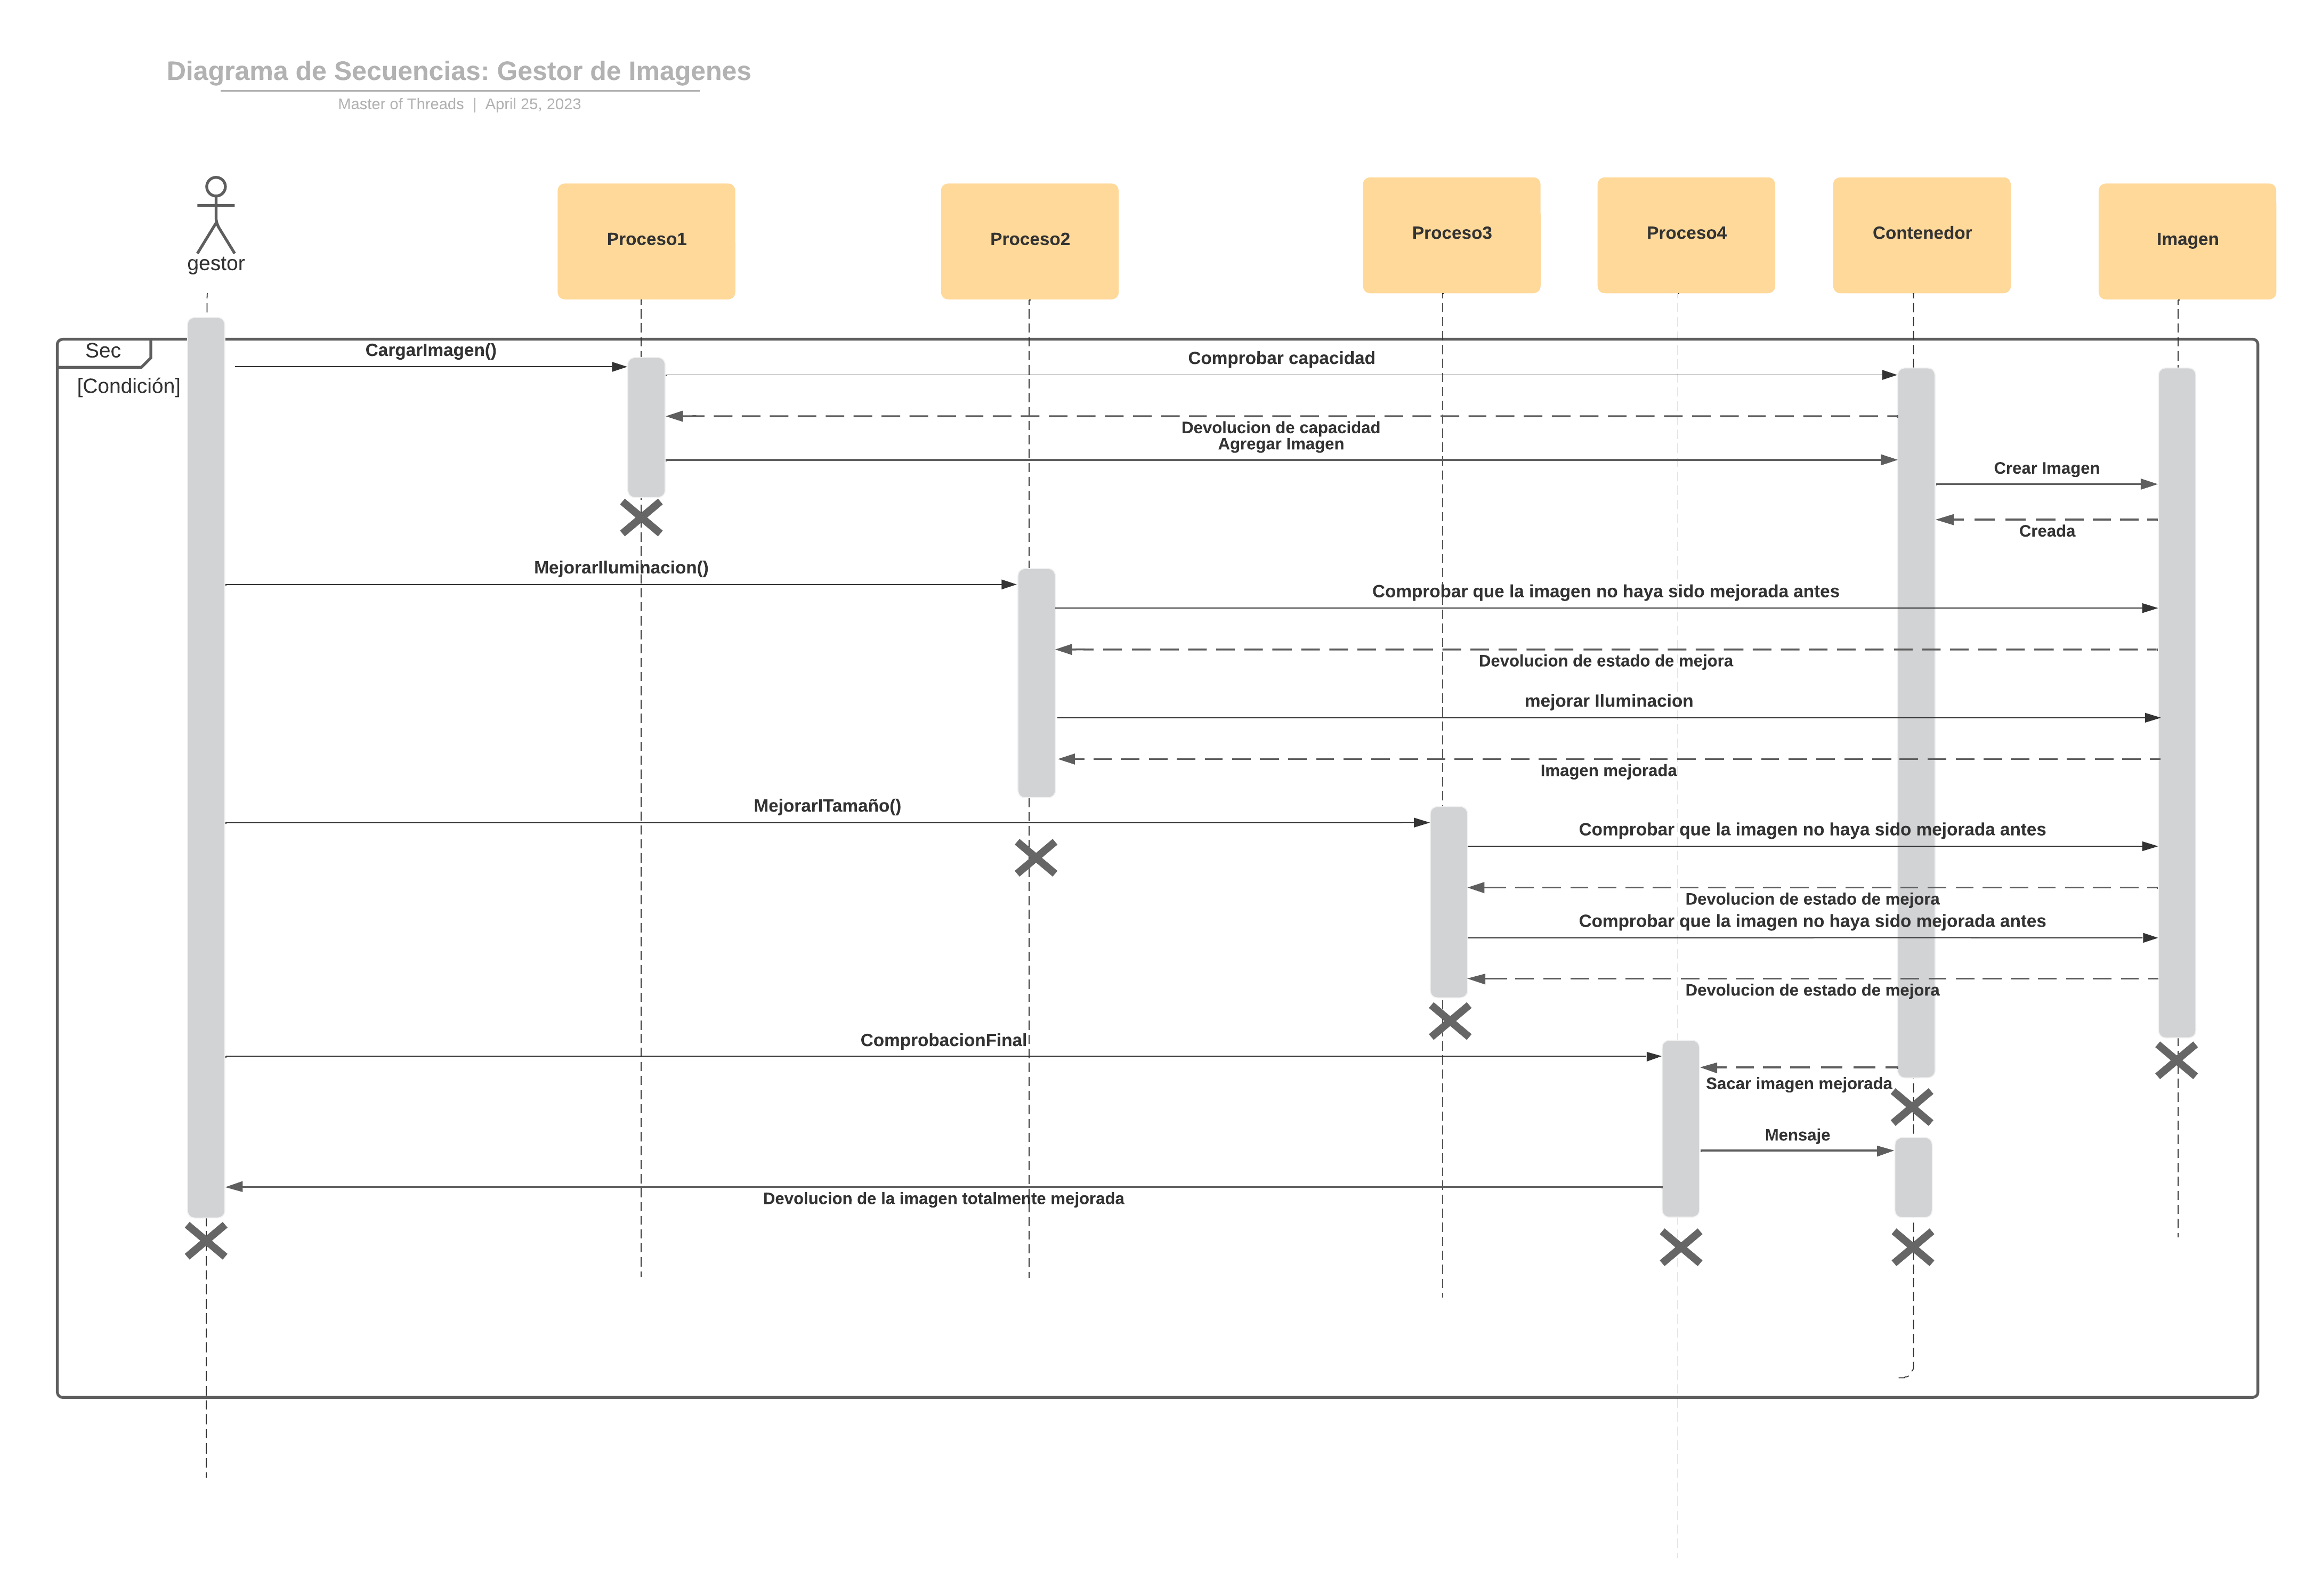 Diagrama de Secuencias: Gestor de Imagenes
Master of Threads | April 25, 2023
gestor
Proceso1
Proceso2
Proceso3
Proceso4
Contenedor
Imagen
Sec
[Condición]
CargarImagen()
Comprobar capacidad
Devolucion de capacidad
Agregar Imagen
Crear Imagen
Creada
MejorarIluminacion()
Comprobar que la imagen no haya sido mejorada antes
Devolucion de estado de mejora
mejorar Iluminacion
Imagen mejorada
MejorarITamaño()
Comprobar que la imagen no haya sido mejorada antes
Devolucion de estado de mejora
Comprobar que la imagen no haya sido mejorada antes
Devolucion de estado de mejora
ComprobacionFinal
Sacar imagen mejorada
Mensaje
Devolucion de la imagen totalmente mejorada